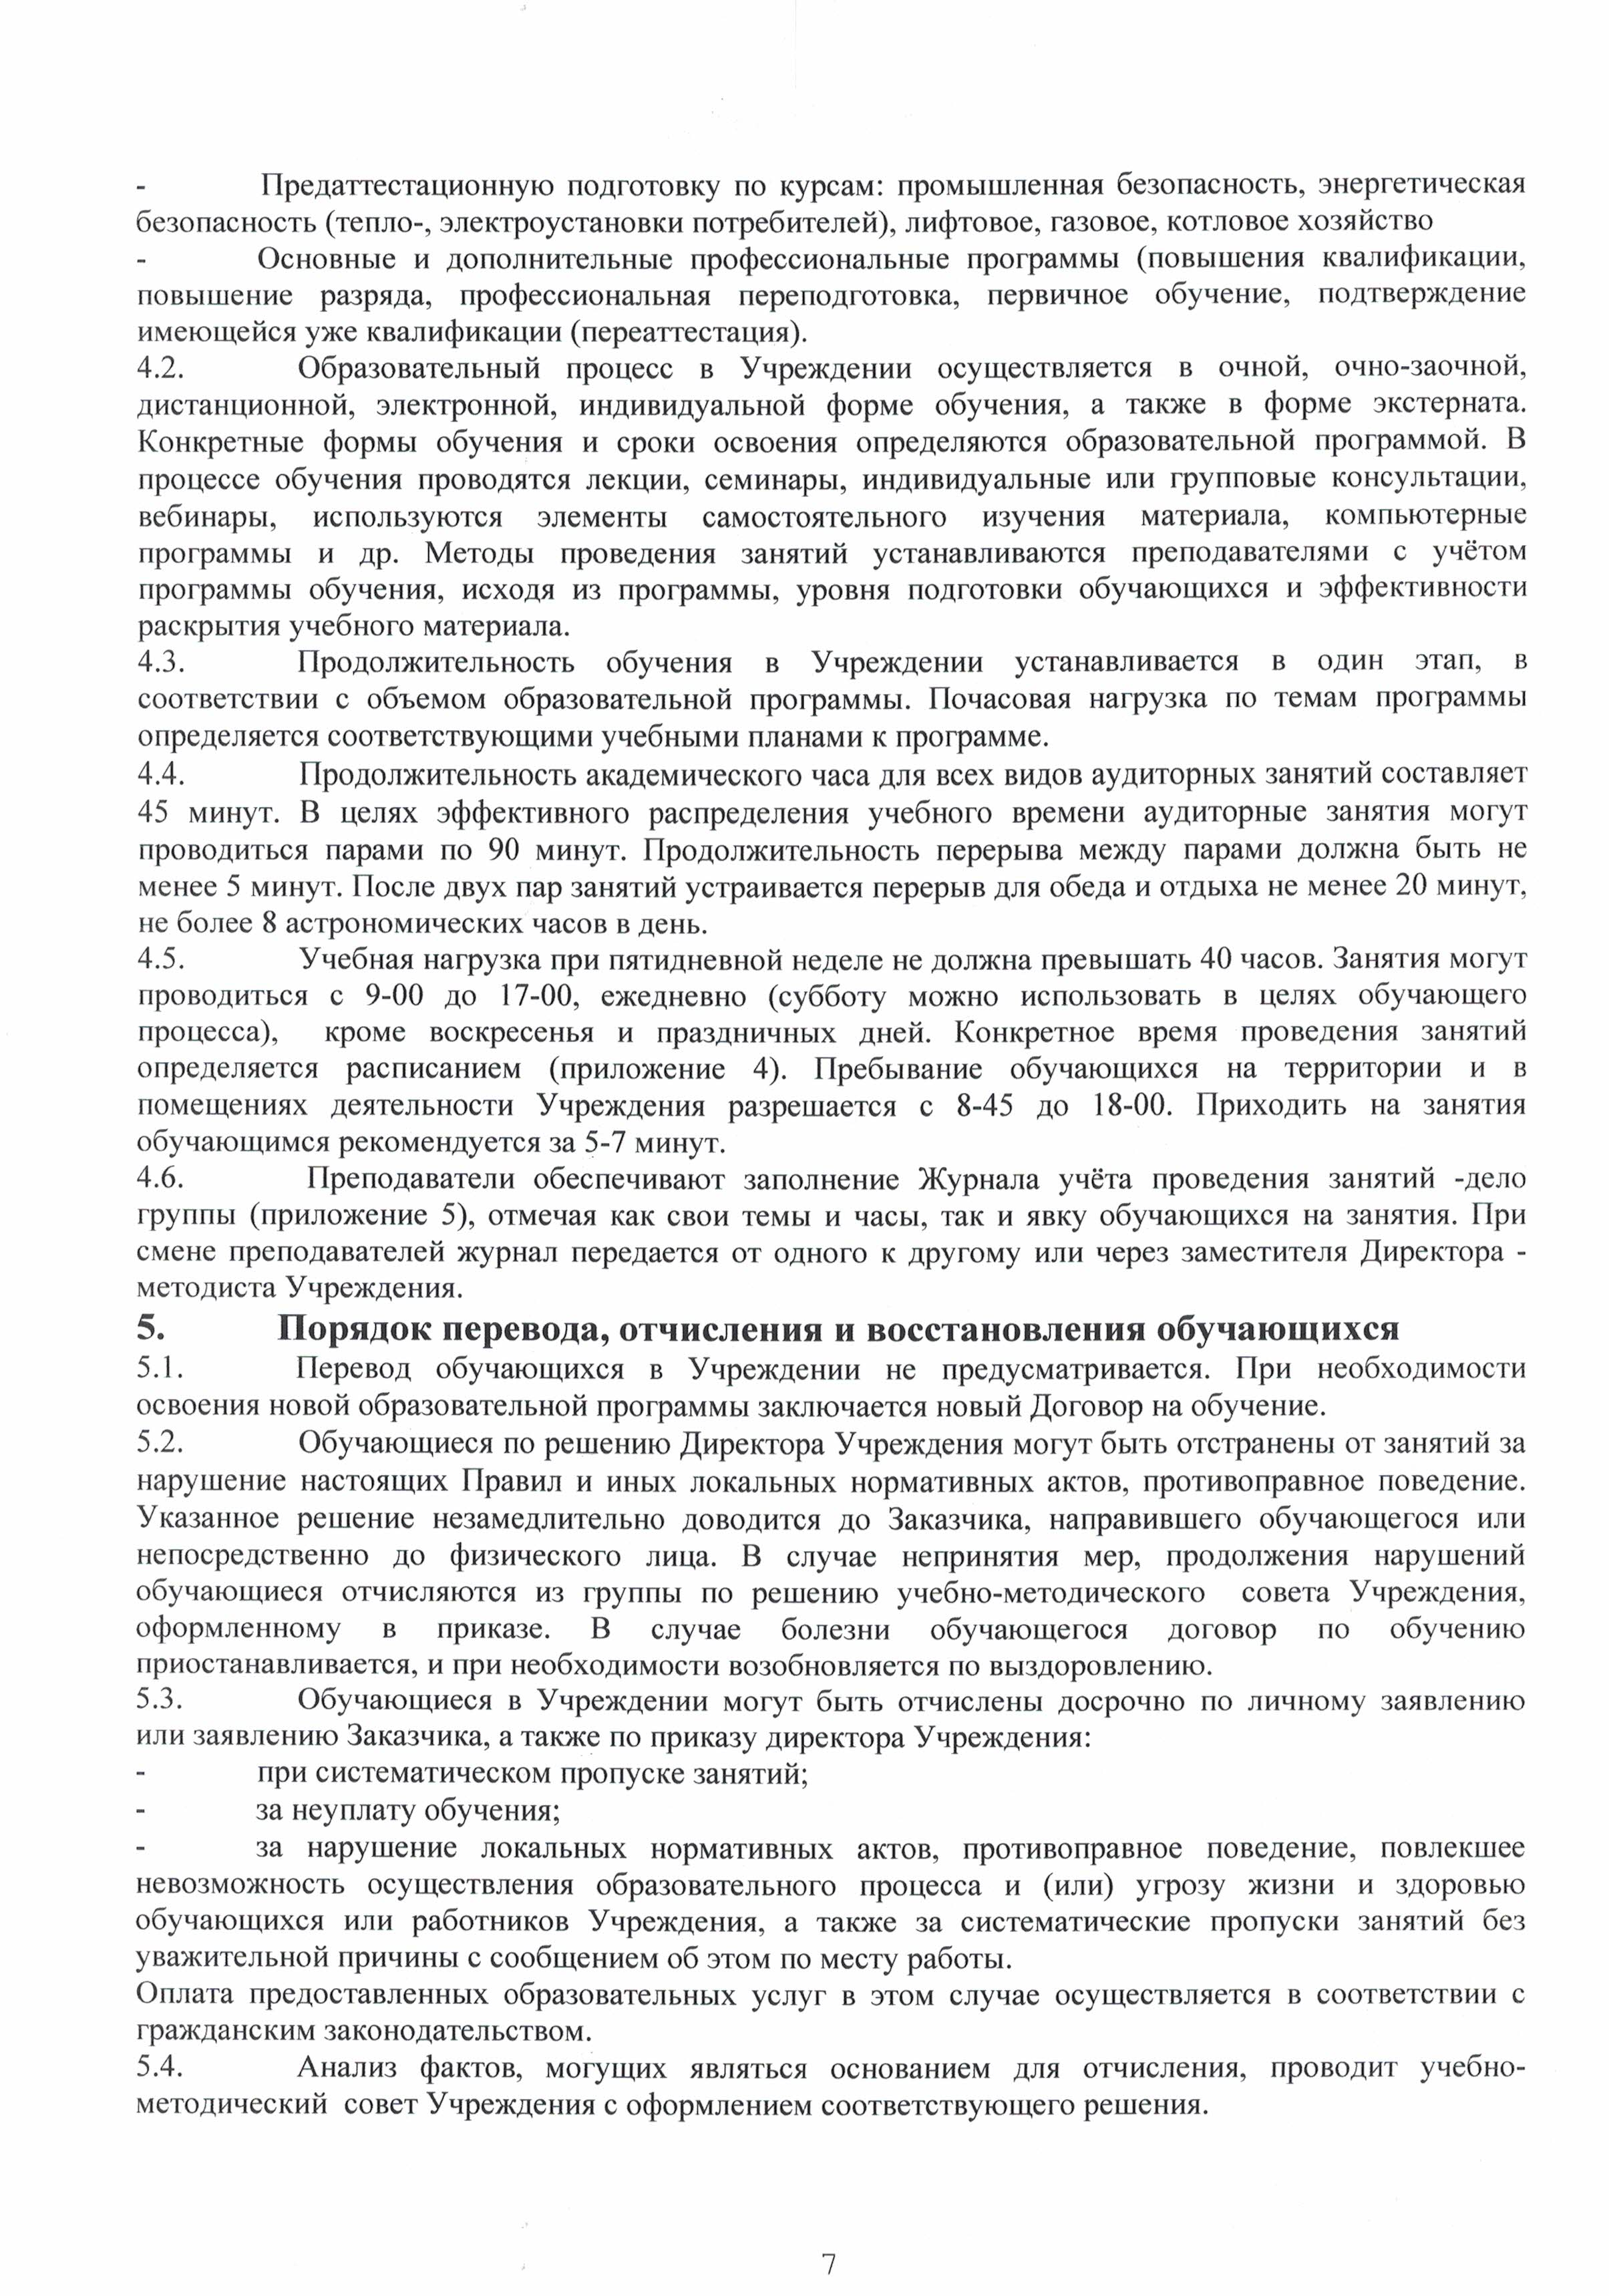 - Предаттестационную подготовку по курсам: промышленная безопасность, энергетическая
безопасность (тепло-, электроустановки потребителей), лифтовое, газовое, котловое хозяйство
- Основные и дополнительные профессиональные программы (повышения квалификации,
повышение разряда, профессиональная переподготовка, первичное обучение, подтверждение
имеющейся уже квалификации (переаттестация).
4.2. Образовательный процесс в Учреждении осуществляется в очной, очно-заочной,
дистанционной, электронной, индивидуальной форме обучения, а также в форме экстерната.
Конкретные формы обучения и сроки освоения определяются образовательной программой. В
процессе обучения проводятся лекции, семинары, индивидуальные или групповые консультации,
вебинары, используются элементы самостоятельного изучения материала, компьютерные
программы и др. Методы проведения занятий устанавливаются преподавателями с учётом
программы обучения, исходя из программы, уровня подготовки обучающихся и эффективности
раскрытия учебного материала.
4.3. Продолжительность обучения в Учреждении устанавливается в один этап, в
соответствии с объемом образовательной программы. Почасовая нагрузка по темам программы
определяется соответствующими учебными планами к программе.
4.4. Продолжительность академического часа для всех видов аудиторных занятий составляет
45 минут. В целях эффективного распределения учебного времени аудиторные занятия могут
проводиться парами по 90 минут. Продолжительность перерыва между парами должна быть не
менее 5 минут. После двух пар занятий устраивается перерыв для обеда и отдыха не менее 20 минут,
не более 8 астрономических часов в день.
4.5. Учебная нагрузка при пятидневной неделе не должна превышать 40 часов. Занятия могут
проводиться с 9-00 до 17-00, ежедневно (субботу можно использовать в целях обучающего
процесса), кроме воскресенья и праздничных дней. Конкретное время проведения занятий
определяется расписанием (приложение 4). Пребывание обучающихся на территории и в
помещениях деятельности Учреждения разрешается с 8-45 до 18-00. Приходить на занятия
обучающимся рекомендуется за 5-7 минут.
4.6. Преподаватели обеспечивают заполнение Журнала учёта проведения занятий -дело
группы (приложение 5), отмечая как свои темы и часы, так и явку обучающихся на занятия. При
смене преподавателей журнал передается от одного к другому или через заместителя Директора -
методиста Учреждения.
5. Порядок перевода, отчисления и восстановления обучающихся
5.1. Перевод обучающихся в Учреждении не предусматривается. При необходимости
освоения новой образовательной программы заключается новый Договор на обучение.
5.2. Обучающиеся по решению Директора Учреждения могут быть отстранены от занятий за
нарушение настоящих Правил и иных локальных нормативных актов, противоправное поведение.
Указанное решение незамедлительно доводится до Заказчика, направившего обучающегося или
непосредственно до физического лица. В случае непринятия мер, продолжения нарушений
обучающиеся отчисляются из группы по решению учебно-методического совета Учреждения,
оформленному в приказе. В случае болезни обучающегося договор по обучению
приостанавливается, и при необходимости возобновляется по выздоровлению.
5.3. Обучающиеся в Учреждении могут быть отчислены досрочно по личному заявлению
или заявлению Заказчика, а также по приказу директора Учреждения:
- при систематическом пропуске занятий;
- за неуплату обучения;
- за нарушение локальных нормативных актов, противоправное поведение, повлекшее
невозможность осуществления образовательного процесса и (или) угрозу жизни и здоровью
обучающихся или работников Учреждения, а также за систематические пропуски занятий без
уважительной причины с сообщением об этом по месту работы.
Оплата предоставленных образовательных услуг в этом случае осуществляется в соответствии с
гражданским законодательством.
5.4. Анализ фактов, могущих являться основанием для отчисления, проводит учебно-
методический совет Учреждения с оформлением соответствующего решения.
7